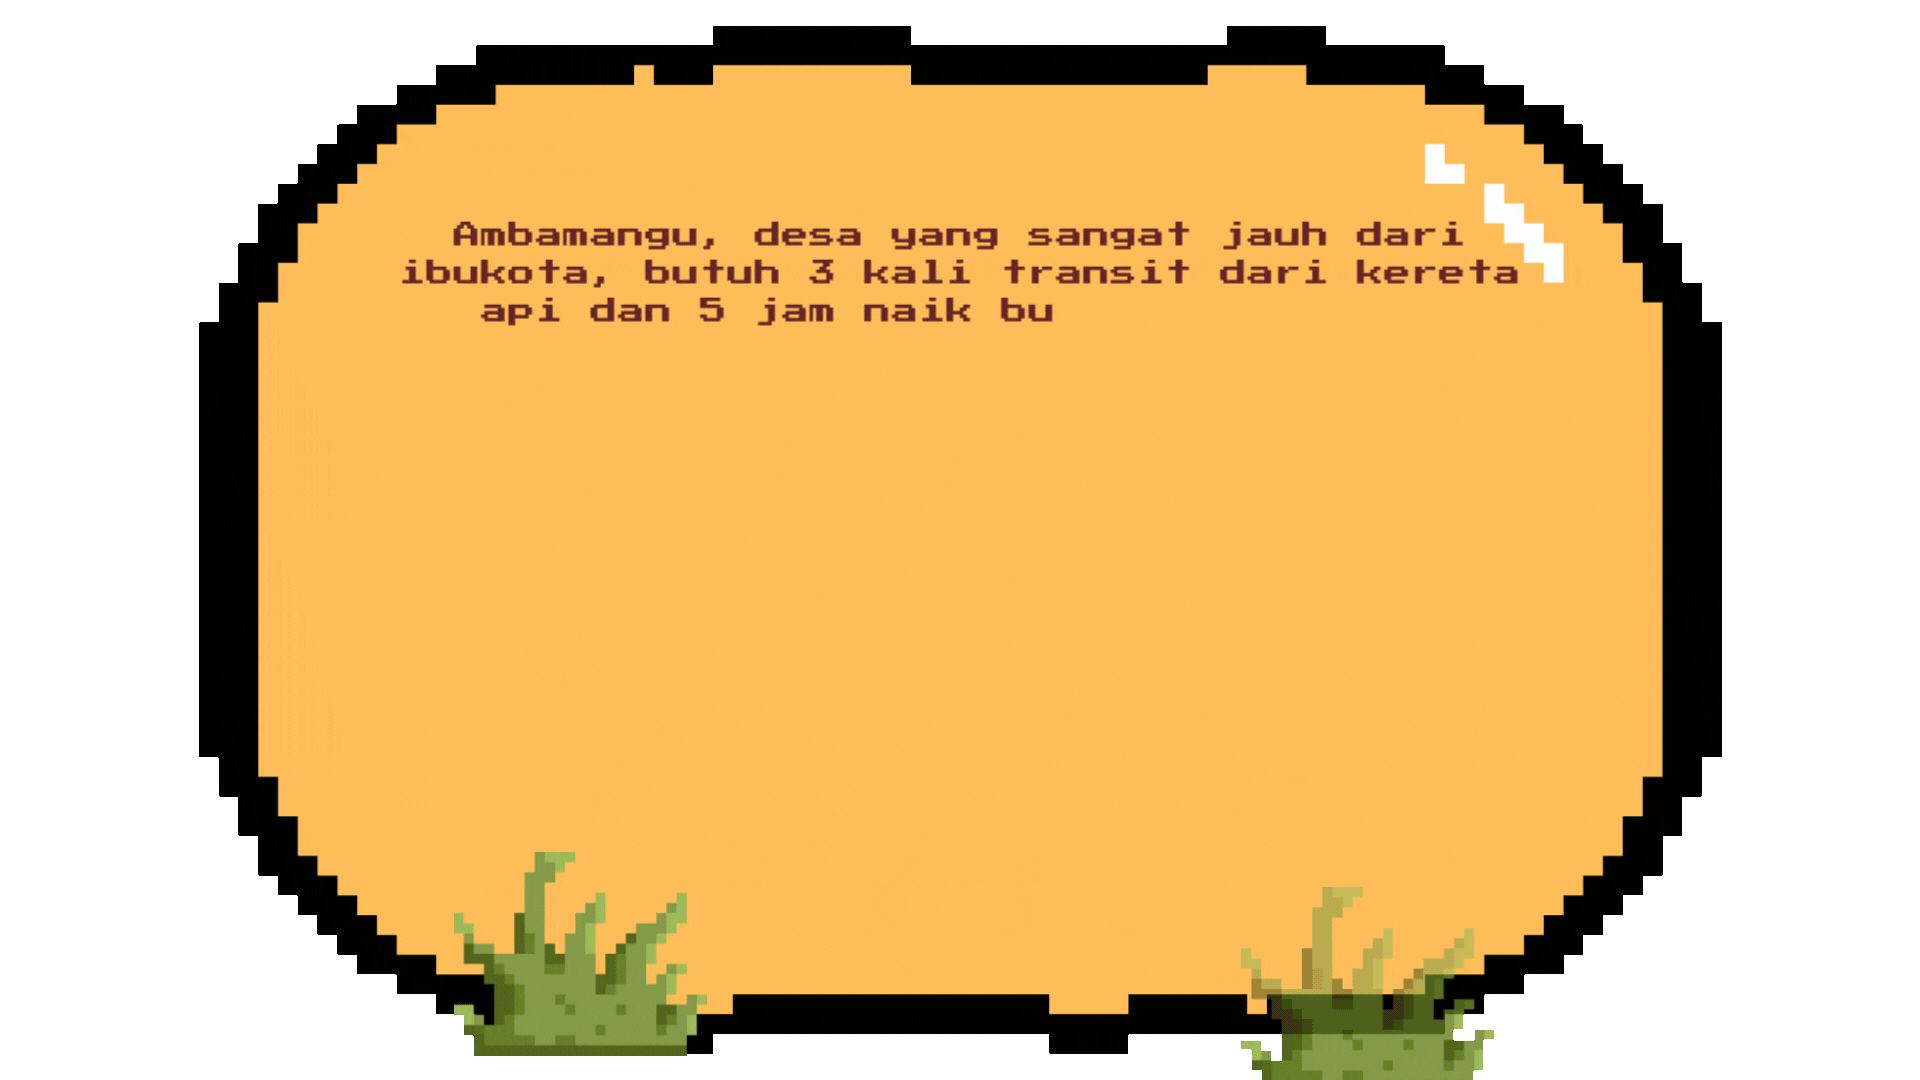 Ambamangu, desa yang sangat jauh dari
ibukota, butuh 3 kali transit dari kereta
api dan 5 jam naik bu